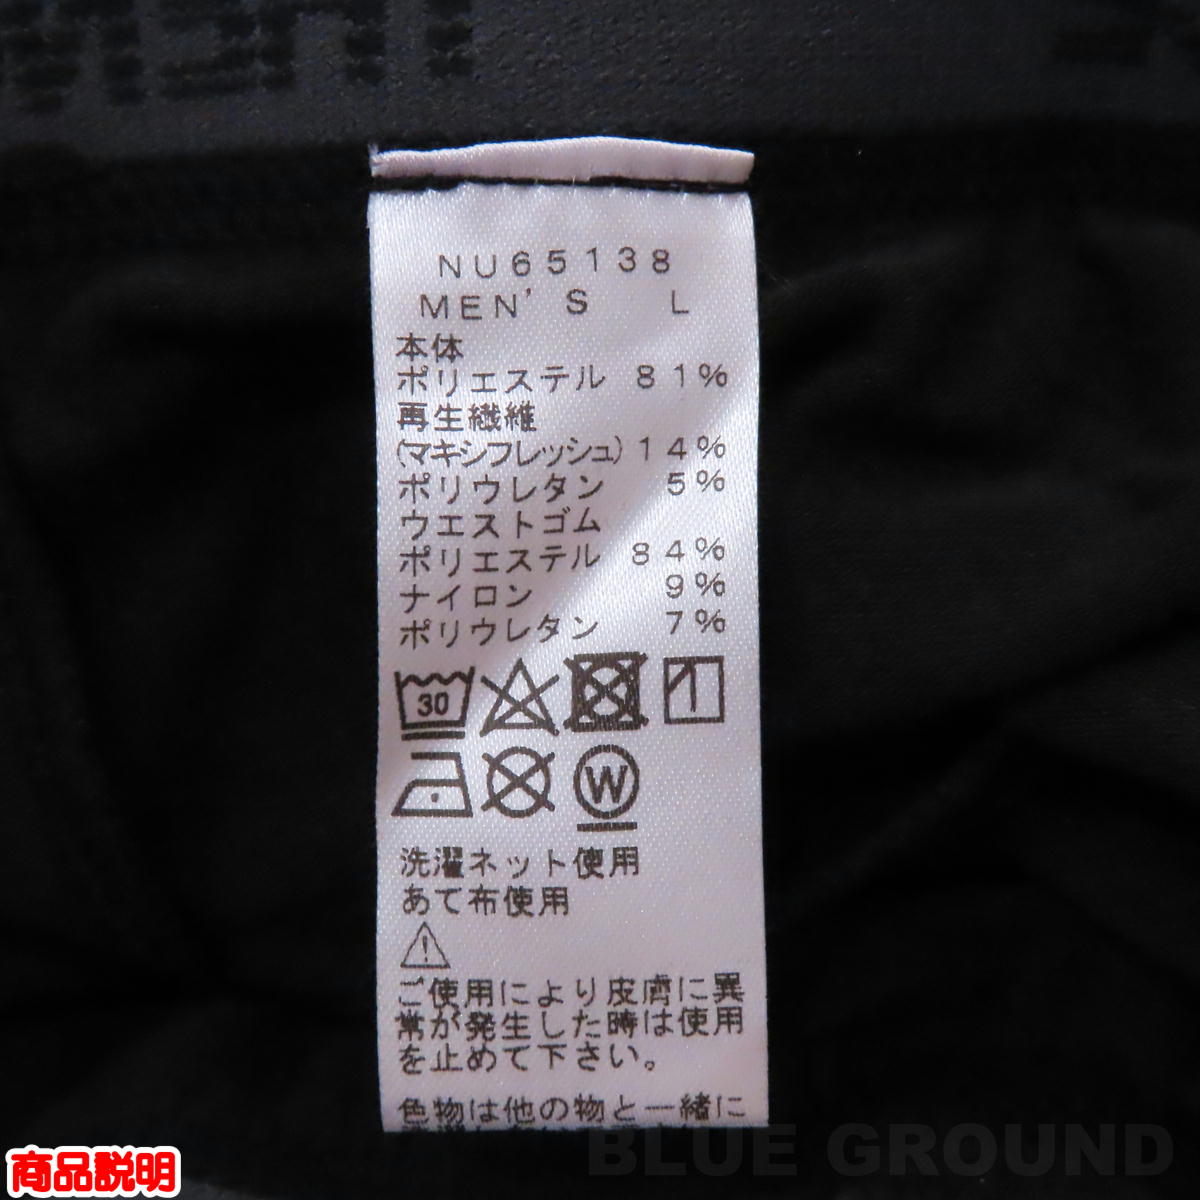 NU65138
MEN'S L
本体
ポリエステル 81%
再生繊維
(マキシフレッシュ) 14%
ポリウレタン 5%
ウエストゴム
ポリエステル 84%
ナイロン 9%
ポリウレタン 7%
30
W
洗濯ネット使用
あて布使用
ご使用により皮膚に異
常が発生した時は使用
を止めて下さい。
色物は他の物と一緒に
BLUE GROUND
商品説明